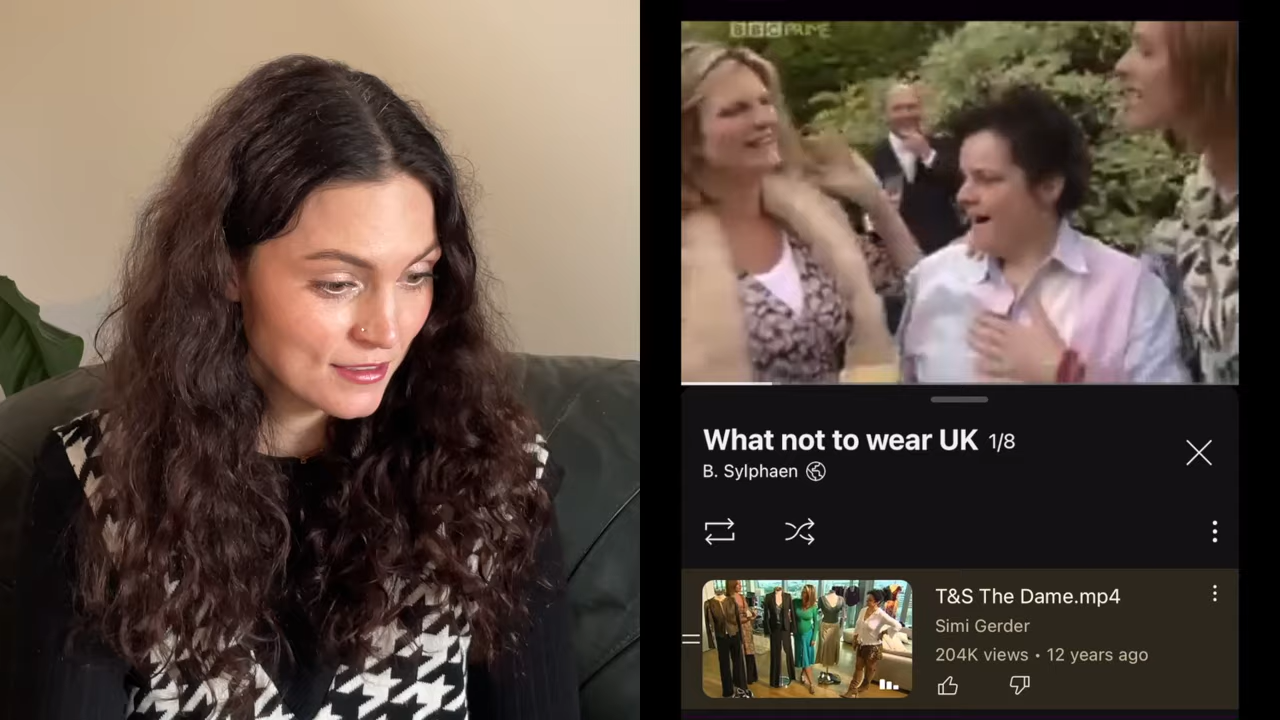 BBC PRIME
What not to wear UK 1/8
B. Sylphaen
T&S The Dame.mp4
Simi Gerder
204K views • 12 years ago